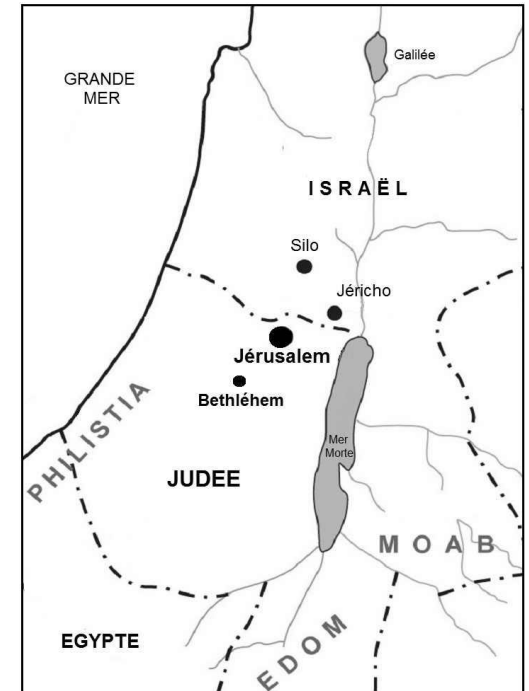 Galilée
GRANDE
MER
ISRAËL
Silo
Jéricho
Jérusalem
Bethléhem
PHILISTIA
Mer
Morte
JUDEE
MOAB
EGYPTE
EDOM